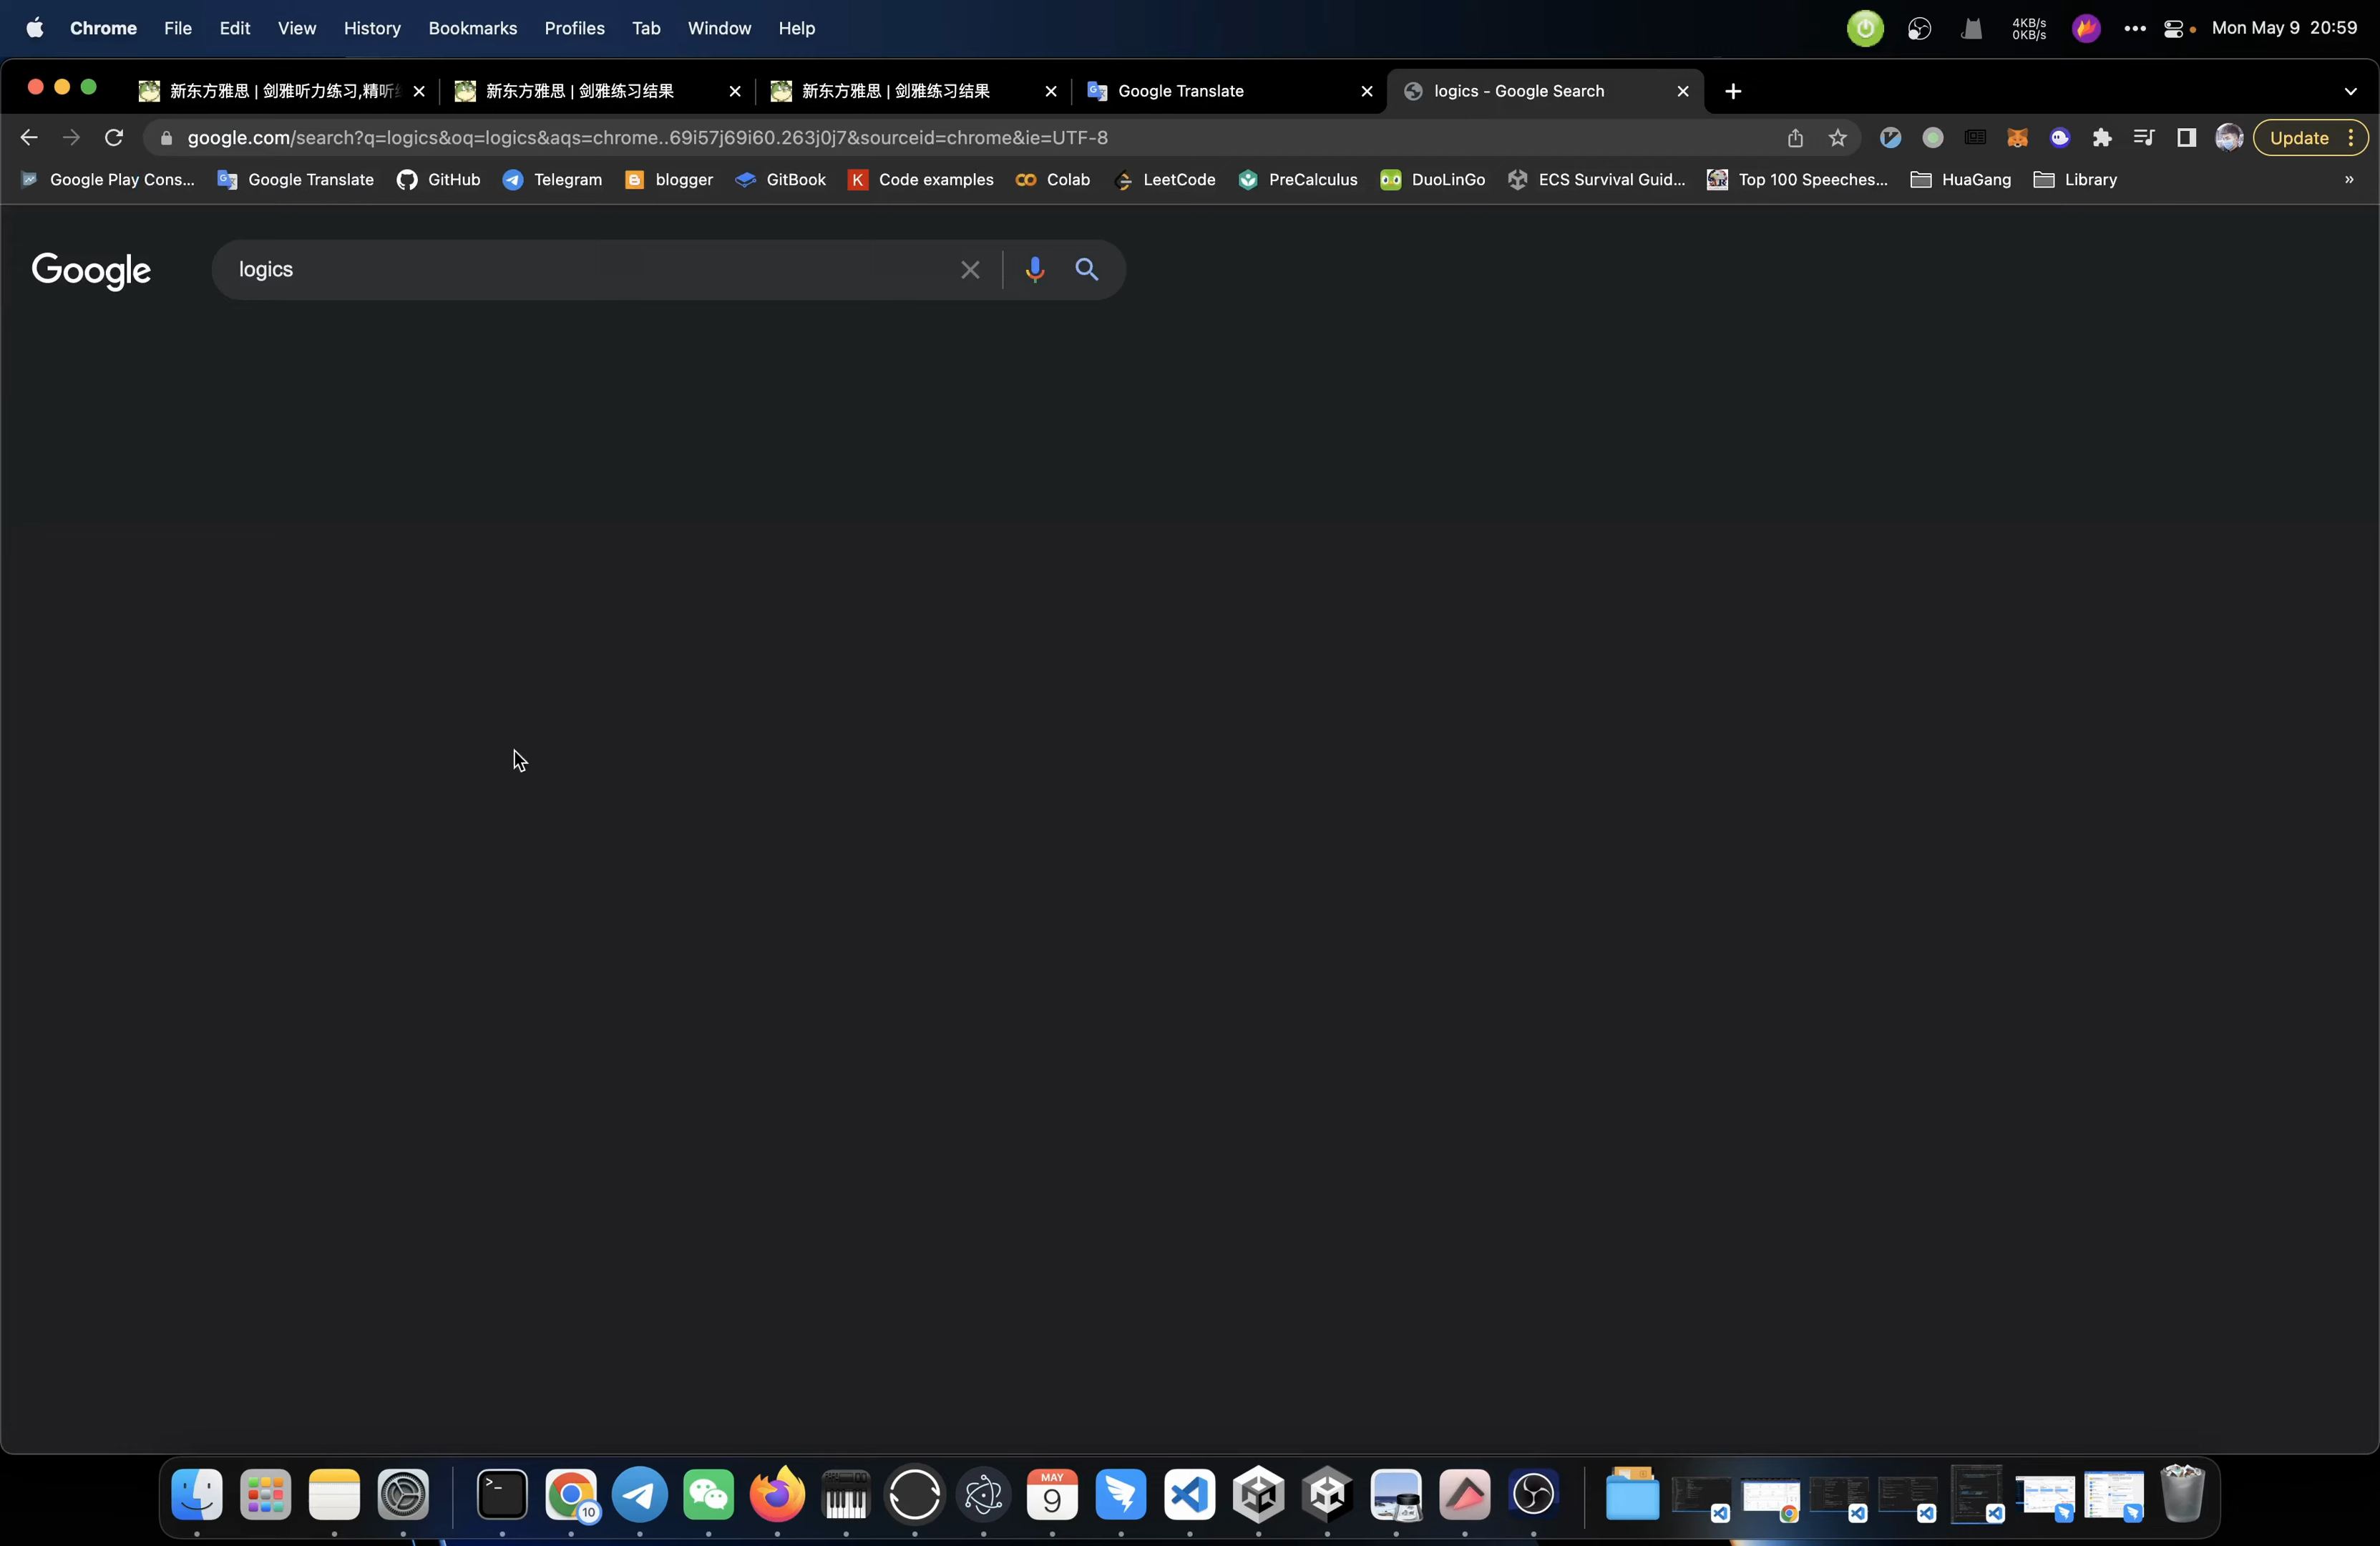 Chrome File Edit View History Bookmarks Profiles Tab Window Help
4KB/s
0KB/s
Mon May 9 20:59
新东方雅思 | 剑雅听力练习,精听
新东方雅思 | 剑雅练习结果
新东方雅思 | 剑雅练习结果
Google Translate
logics - Google Search
google.com/search?q=logics&oq=logics&aqs=chrome..69i57j69i60.263j0j7&sourceid=chrome&ie=UTF-8
Update
Google Play Cons... Google Translate GitHub Telegram blogger GitBook Code examples Colab LeetCode PreCalculus DuoLinGo ECS Survival Guid... Top 100 Speeches... HuaGang Library »
Google
logics
10
MAY
9